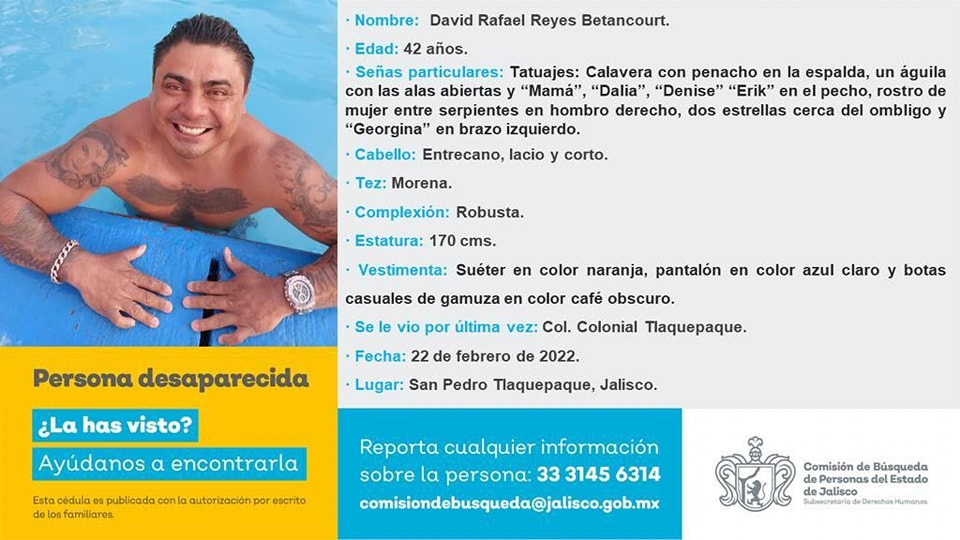 · Nombre: David Rafael Reyes Betancourt.
· Edad: 42 años.
· Señas particulares: Tatuajes: Calavera con penacho en la espalda, un águila
con las alas abiertas y “Mamá”, “Dalia”, “Denise” “Erik” en el pecho, rostro de
mujer entre serpientes en hombro derecho, dos estrellas cerca del ombligo y
“Georgina” en brazo izquierdo.
· Cabello: Entrecano, lacio y corto.
· Tez: Morena.
· Complexión: Robusta.
· Estatura: 170 cms.
· Vestimenta: Suéter en color naranja, pantalón en color azul claro y botas
casuales de gamuza en color café obscuro.
· Se le vio por última vez: Col. Colonial Tlaquepaque.
· Fecha: 22 de febrero de 2022.
· Lugar: San Pedro Tlaquepaque, Jalisco.
Persona desaparecida
¿La has visto?
Ayúdanos a encontrarla
Esta cédula es publicada con la autorización por escrito
de los familiares.
Reporta cualquier información
sobre la persona: 33 3145 6314
comisiondebusqueda@jalisco.gob.mx
Comisión de Búsqueda
de Personas del Estado
de Jalisco
Subsecretaría de Derechos Humanos